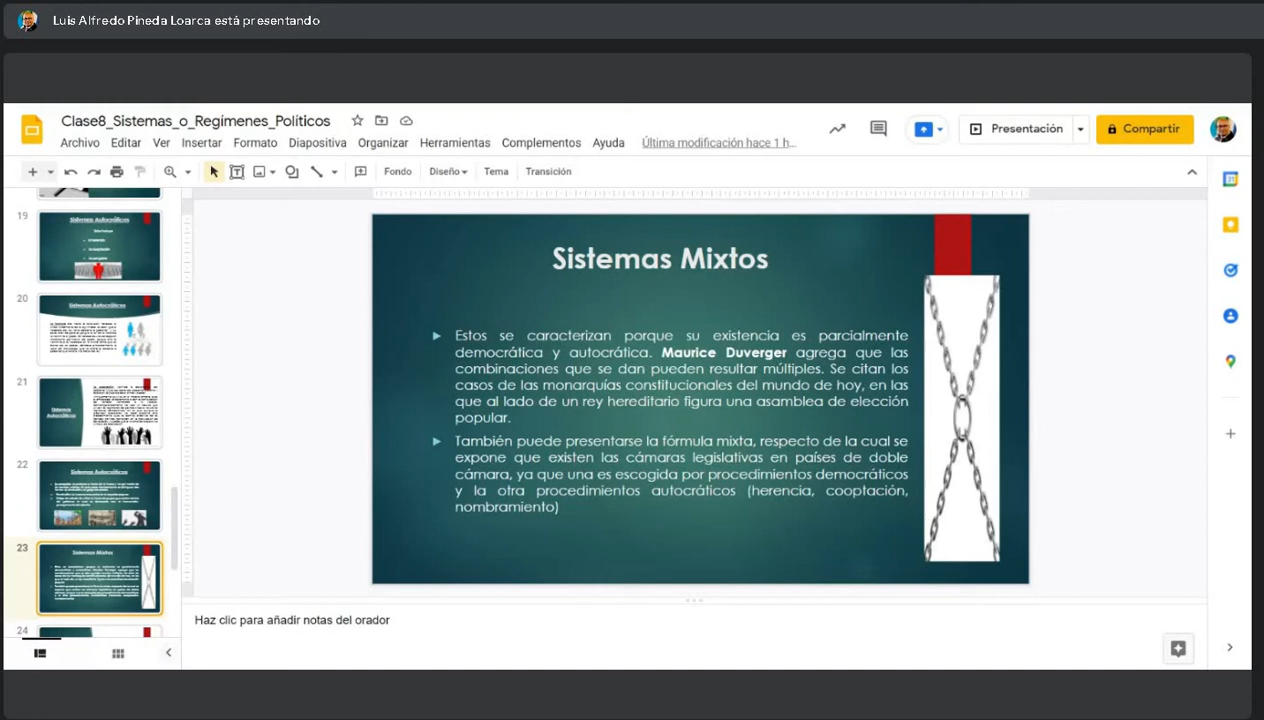 Luis Alfredo Pineda Loarca está presentando
Clase8_Sistemas_o_Regímenes_Políticos
Archivo Editar Ver Insertar Formato Diapositiva Organizar Herramientas Complementos Ayuda Última modificación hace 1 h...
Presentación
Compartir
Fondo Diseño Tema Transición
19
Sistemas Autocráticos
20
Sistemas Autocráticos
21
Sistemas Autocráticos
22
Sistemas Autocráticos
23
Sistemas Mixtos
24
Sistemas Mixtos
Estos se caracterizan porque su existencia es parcialmente
democrática y autocrática. Maurice Duverger agrega que las
combinaciones que se dan pueden resultar múltiples. Se citan los
casos de las monarquías constitucionales del mundo de hoy, en las
que al lado de un rey hereditario figura una asamblea de elección
popular.
También puede presentarse la fórmula mixta, respecto de la cual se
expone que existen las cámaras legislativas en países de doble
cámara, ya que una es escogida por procedimientos democráticos
y la otra procedimientos autocráticos (herencia, cooptación,
nombramiento)
Haz clic para añadir notas del orador